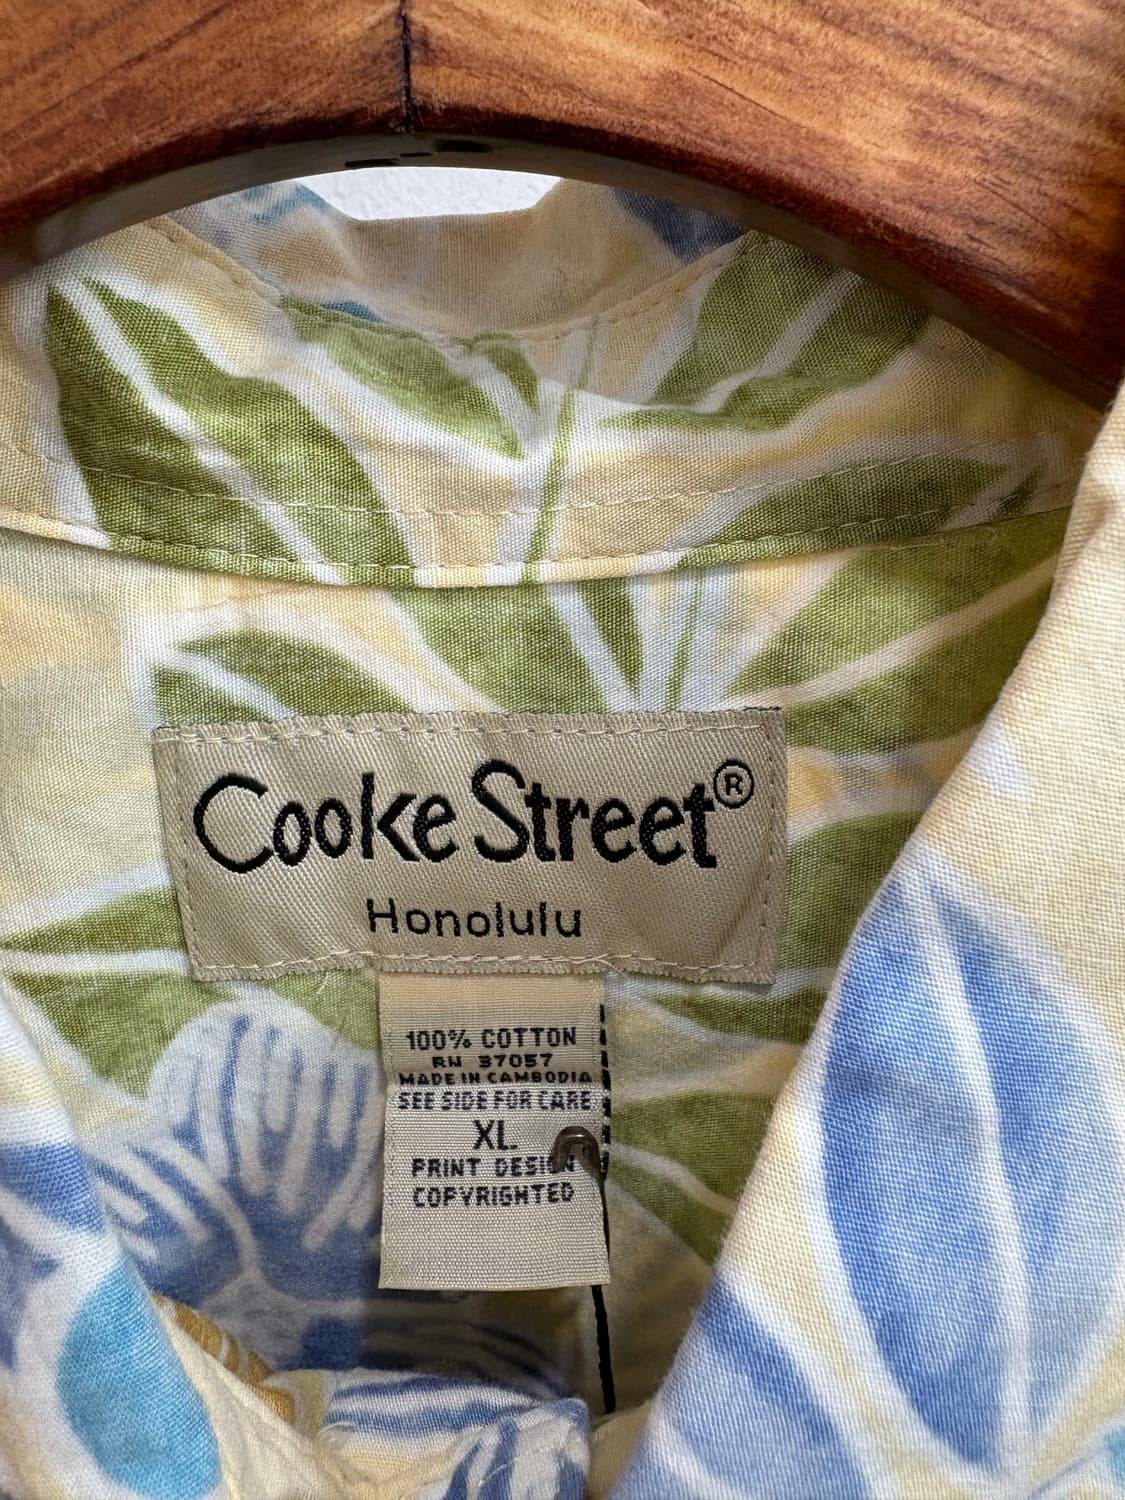 Cooke Street®
Honolulu
100% COTTON
RN 37057
MADE IN CAMBODIA
SEE SIDE FOR CARE
XL
PRINT DESIGN
COPYRIGHTED